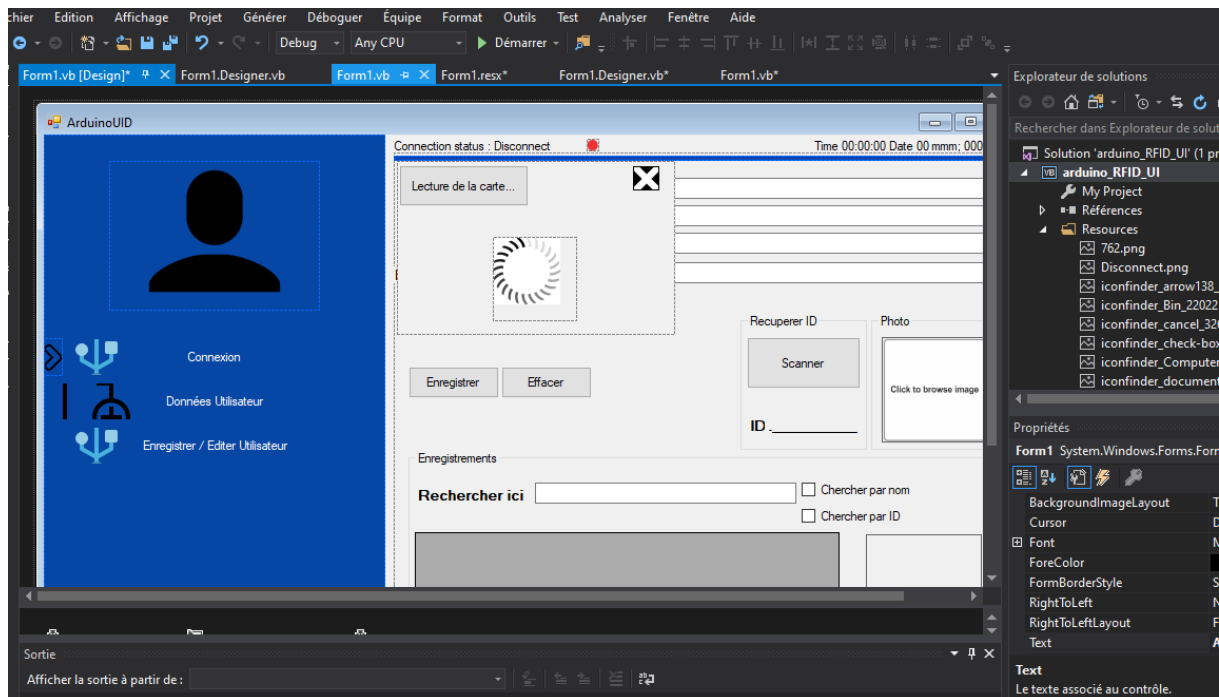 chier Edition Affichage Projet Générer Déboguer Équipe Format Outils Test Analyser Fenêtre Aide
Debug Any CPU Démarrer
Form1.vb [Design]* Form1.Designer.vb Form1.vb Form1.resx* Form1.Designer.vb* Form1.vb*
ArduinoUID
Connection status : Disconnect Time 00:00:00 Date 00 mmm; 000
Lecture de la carte...
Recuperer ID
Photo
Connexion
Scanner
Enregistrer Effacer
Click to browse image
Données Utilisateur
ID .
Enregistrer / Editer Utilisateur
Enregistrements
Rechercher ici
Chercher par nom
Chercher par ID
Explorateur de solutions
Rechercher dans Explorateur de solut
Solution 'arduino_RFID_UI' (1 pr
VB arduino_RFID_UI
My Project
Références
Resources
762.png
Disconnect.png
iconfinder_arrow138_
iconfinder_Bin_22022
iconfinder_cancel_326
iconfinder_check-box
iconfinder_Computer
iconfinder_document
Propriétés
Form1 System.Windows.Forms.Form
BackgroundImageLayout T
Cursor D
Font M
ForeColor
FormBorderStyle S
RightToLeft N
RightToLeftLayout F
Text A
Text
Le texte associé au contrôle.
Sortie
Afficher la sortie à partir de :